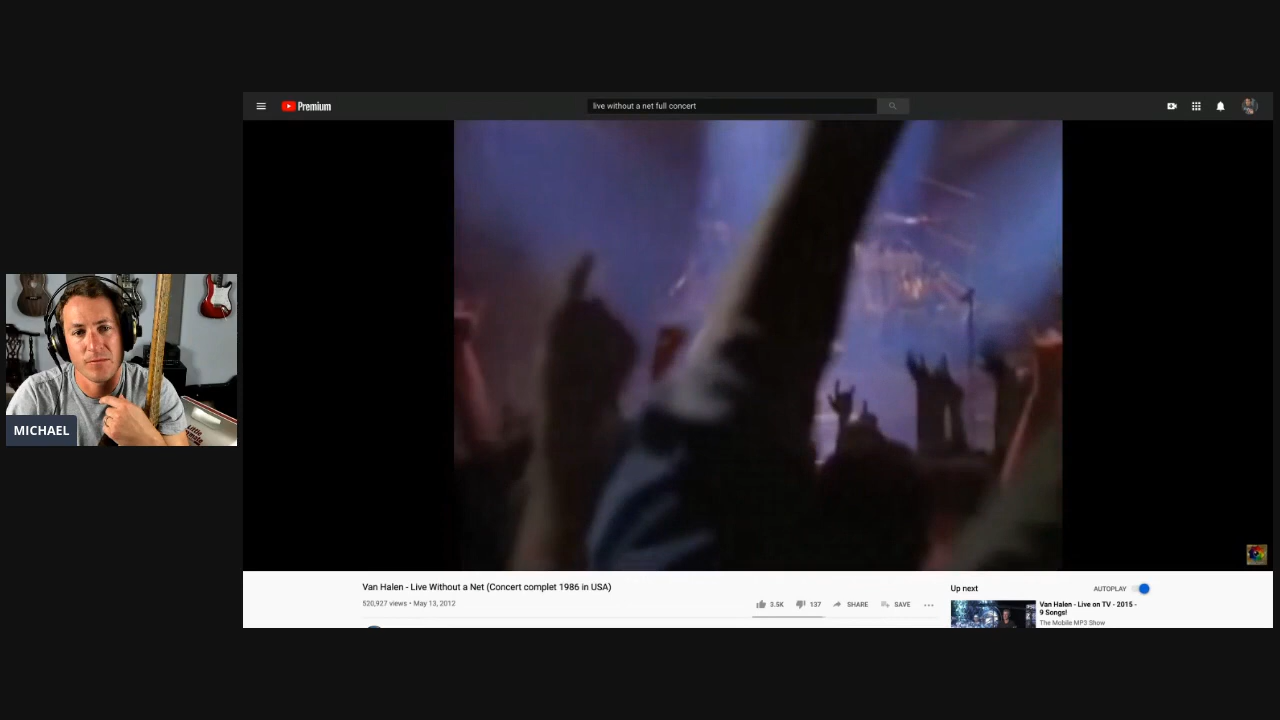 Premium
live without a net full concert
MICHAEL
Van Halen - Live Without a Net (Concert complet 1986 in USA)
520,927 views • May 13, 2012
3.5K
137
SHARE
SAVE
Up next
AUTOPLAY
Van Halen - Live on TV - 2015 -
9 Songs!
The Mobile MP3 Show